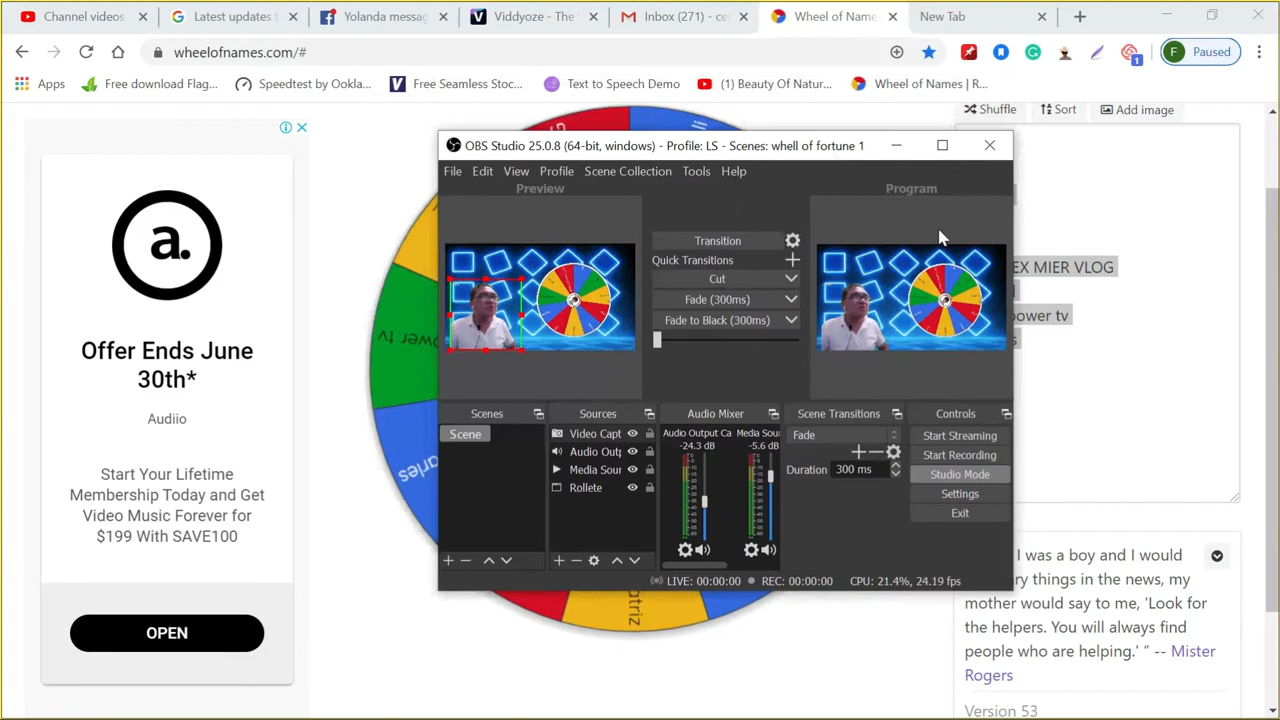 Channel videos
Latest updates t
Yolanda messag
Viddyoze - The
Inbox (271) - ce
Wheel of Name
New Tab
wheelofnames.com/#
1
F
Paused
Apps
Free download Flag...
Speedtest by Ookla...
Free Seamless Stoc...
Text to Speech Demo
(1) Beauty Of Natur...
Wheel of Names | R...
Shuffle
Sort
Add image
a.
Offer Ends June
30th*
Audiio
Start Your Lifetime
Membership Today and Get
Video Music Forever for
$199 With SAVE100
OPEN
OBS Studio 25.0.8 (64-bit, windows) - Profile: LS - Scenes: whell of fortune 1
File
Edit
View
Profile
Scene Collection
Tools
Help
Preview
Program
Transition
Quick Transitions
Cut
Fade (300ms)
Fade to Black (300ms)
Scenes
Sources
Audio Mixer
Scene Transitions
Controls
Scene
Video Capt
Audio Outp
Media Sour
Rollete
Audio Output Ca
Media Sour
-24.3 dB
-5.6 dB
Fade
Duration
300 ms
Start Streaming
Start Recording
Studio Mode
Settings
Exit
LIVE: 00:00:00
REC: 00:00:00
CPU: 21.4%, 24.19 fps
EX MIER VLOG
power tv
s
ower tv
arles
atriz
I was a boy and I would
ry things in the news, my
mother would say to me, 'Look for
the helpers. You will always find
people who are helping.' " -- Mister
Rogers
Version 53